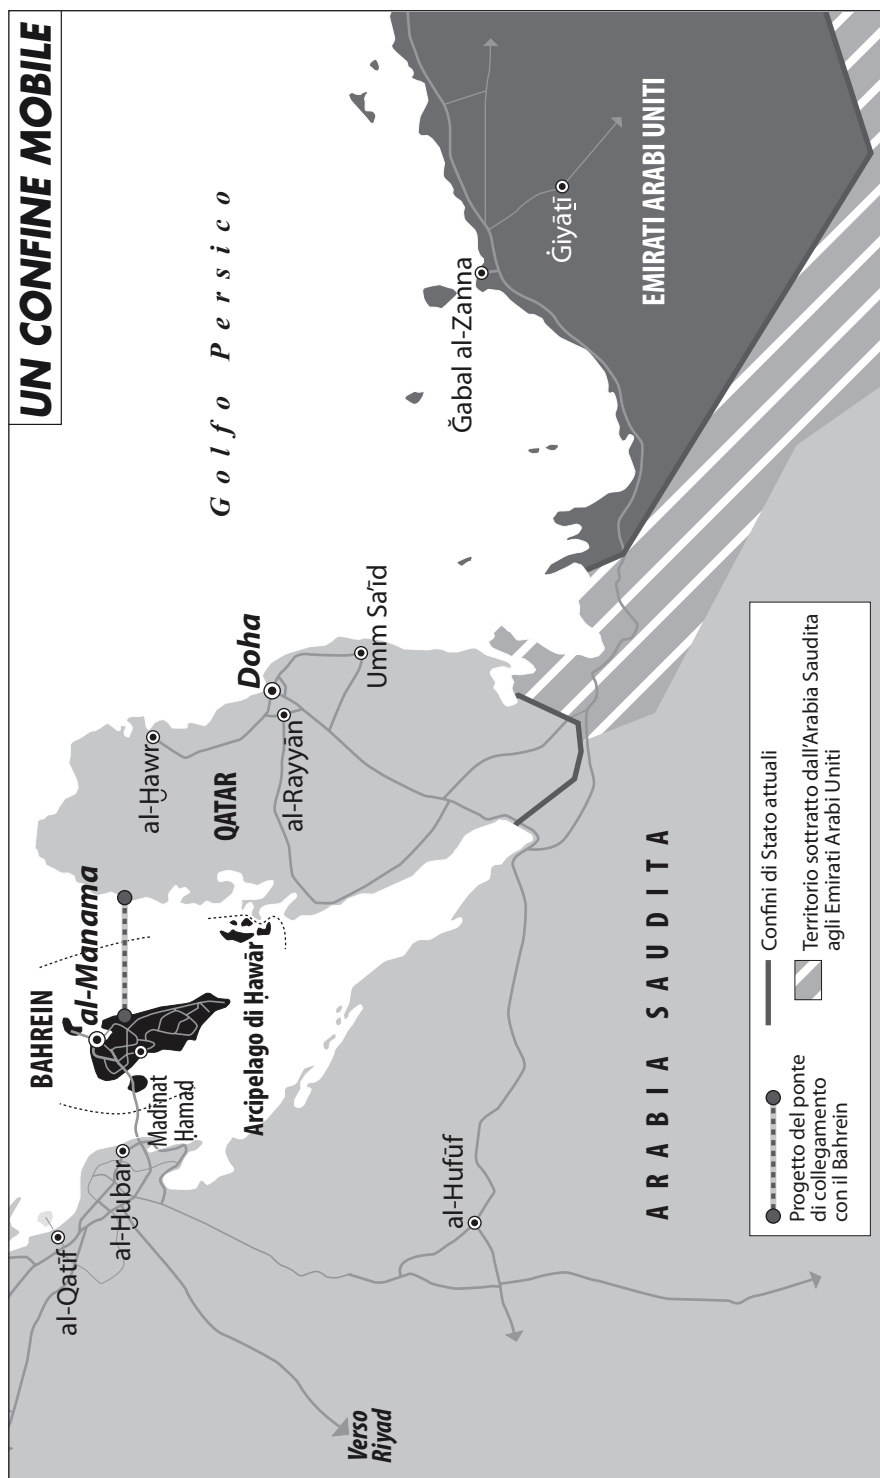 UN CONFINE MOBILE
Golfo Persico
BAHREIN
al-Manama
al-Qatīf
al-Ḫubar
Madīnat
Ḥamad
Arcipelago di Ḥawār
al-Ḫawr
QATAR
Doha
al-Rayyān
Umm Sa'īd
Ǧabal al-Zanna
Ġiyāṯī
EMIRATI ARABI UNITI
al-Hufūf
ARABIA SAUDITA
Verso
Riyad
Progetto del ponte
di collegamento
con il Bahrein
Confini di Stato attuali
Territorio sottratto dall'Arabia Saudita
agli Emirati Arabi Uniti